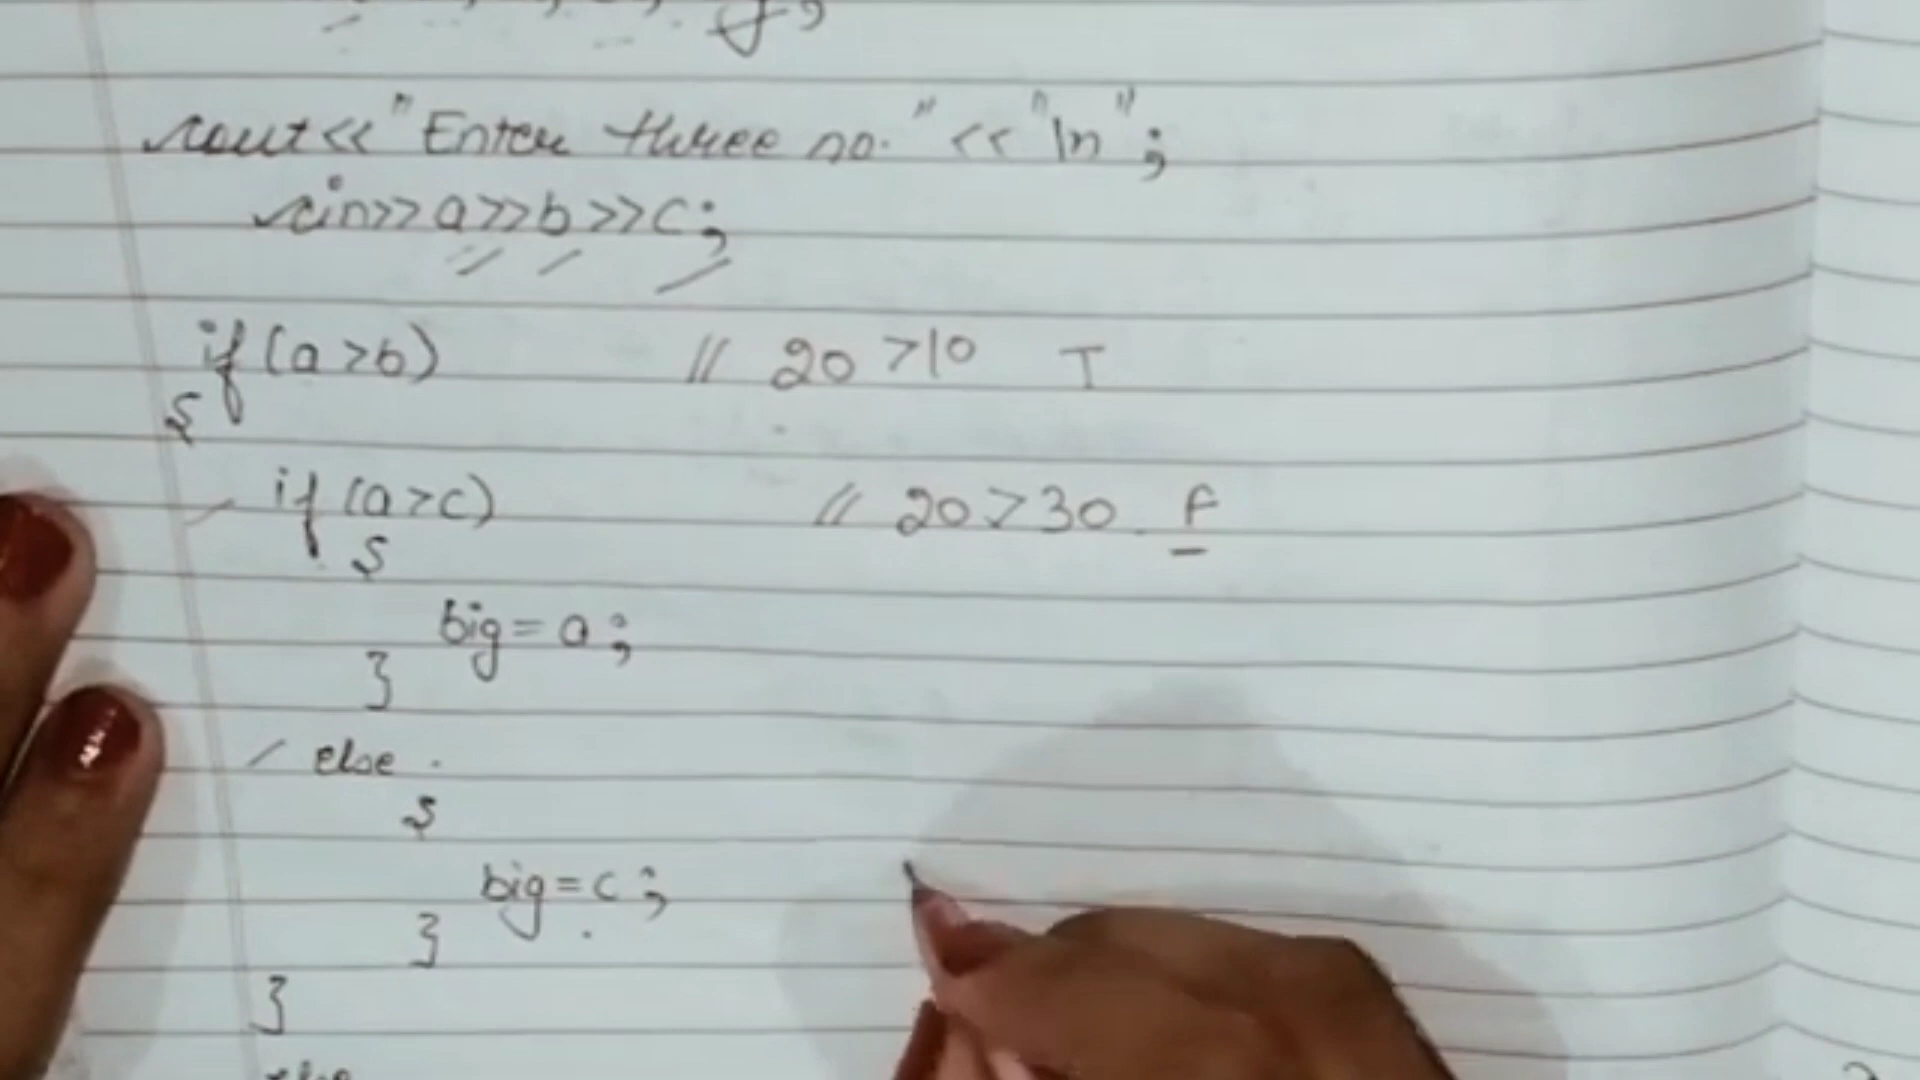 cout<<"Enter three no."<<"\n";
cin>>a>>b>>c;
if(a>b) // 20>10 T
{
if(a>c) // 20>30 F
{
big=a;
}
else
{
big=c;
}
}